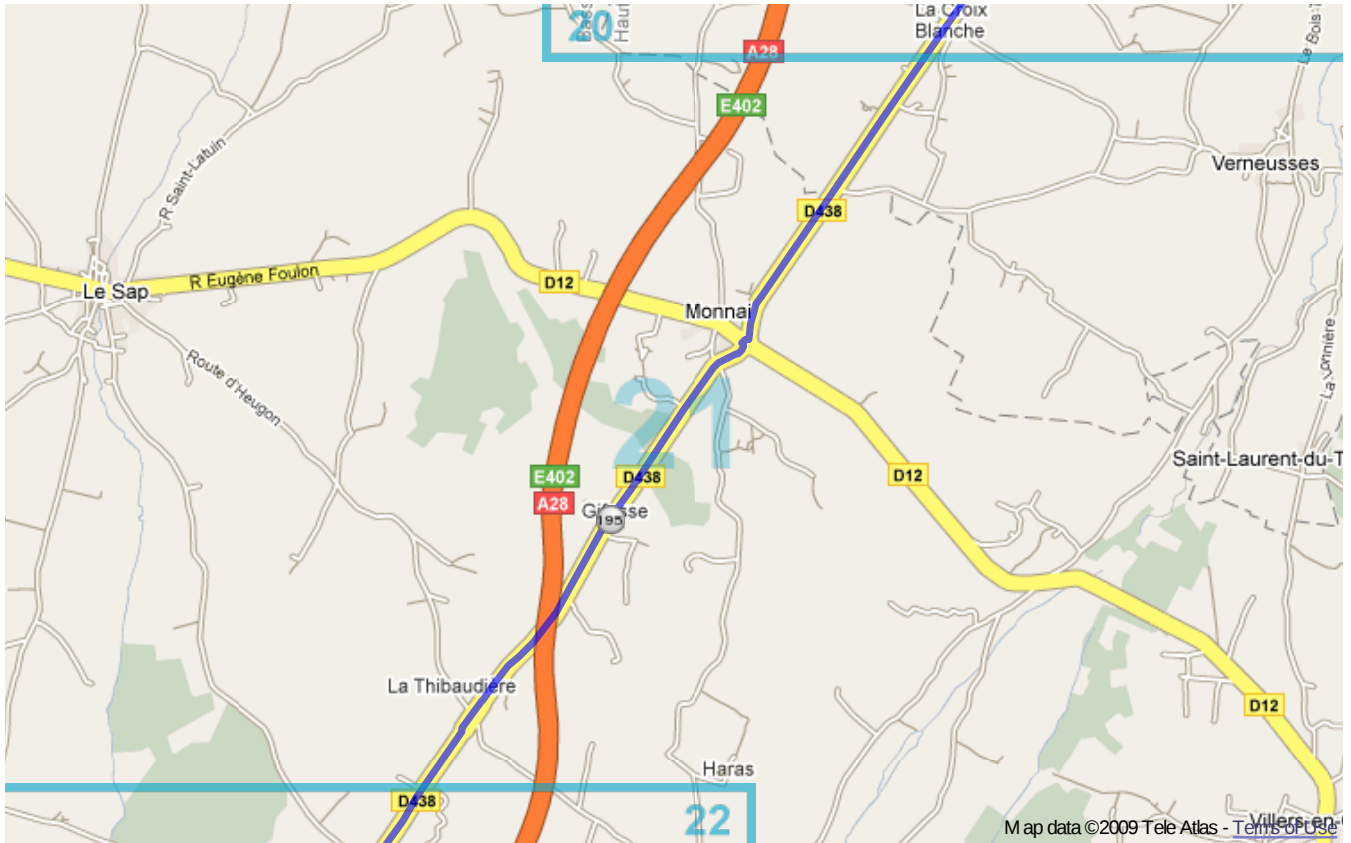 20
La Croix
Blanche
A28
E402
R Saint-Latuin
Verneusses
D438
R Eugène Foulon
D12
Le Sap
Monnai
Route d'Heugon
21
Saint-Laurent-du-T
E402
A28
D438
D12
195
La Thibaudière
D12
Haras
D438
22
Villers-en-
Map data ©2009 Tele Atlas - Terms of Use